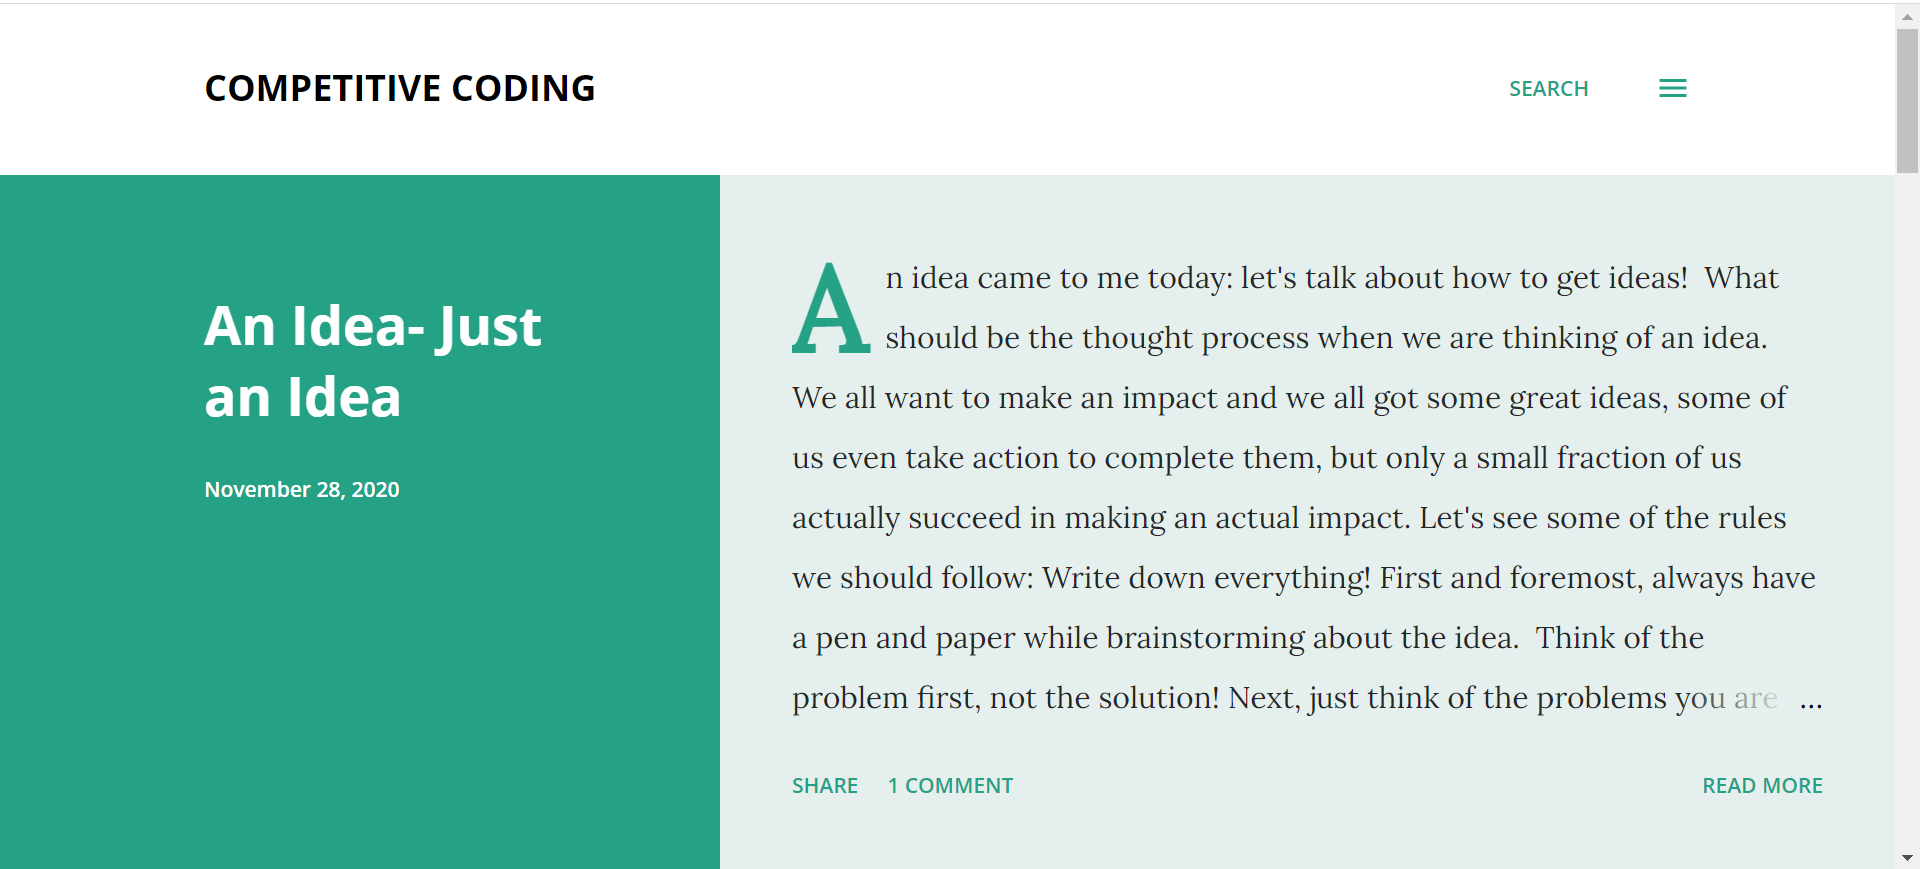 COMPETITIVE CODING
SEARCH
An Idea- Just
an Idea
November 28, 2020
An idea came to me today: let's talk about how to get ideas!  What
should be the thought process when we are thinking of an idea.
We all want to make an impact and we all got some great ideas, some of
us even take action to complete them, but only a small fraction of us
actually succeed in making an actual impact. Let's see some of the rules
we should follow: Write down everything! First and foremost, always have
a pen and paper while brainstorming about the idea.  Think of the
problem first, not the solution! Next, just think of the problems you are ...
SHARE
1 COMMENT
READ MORE